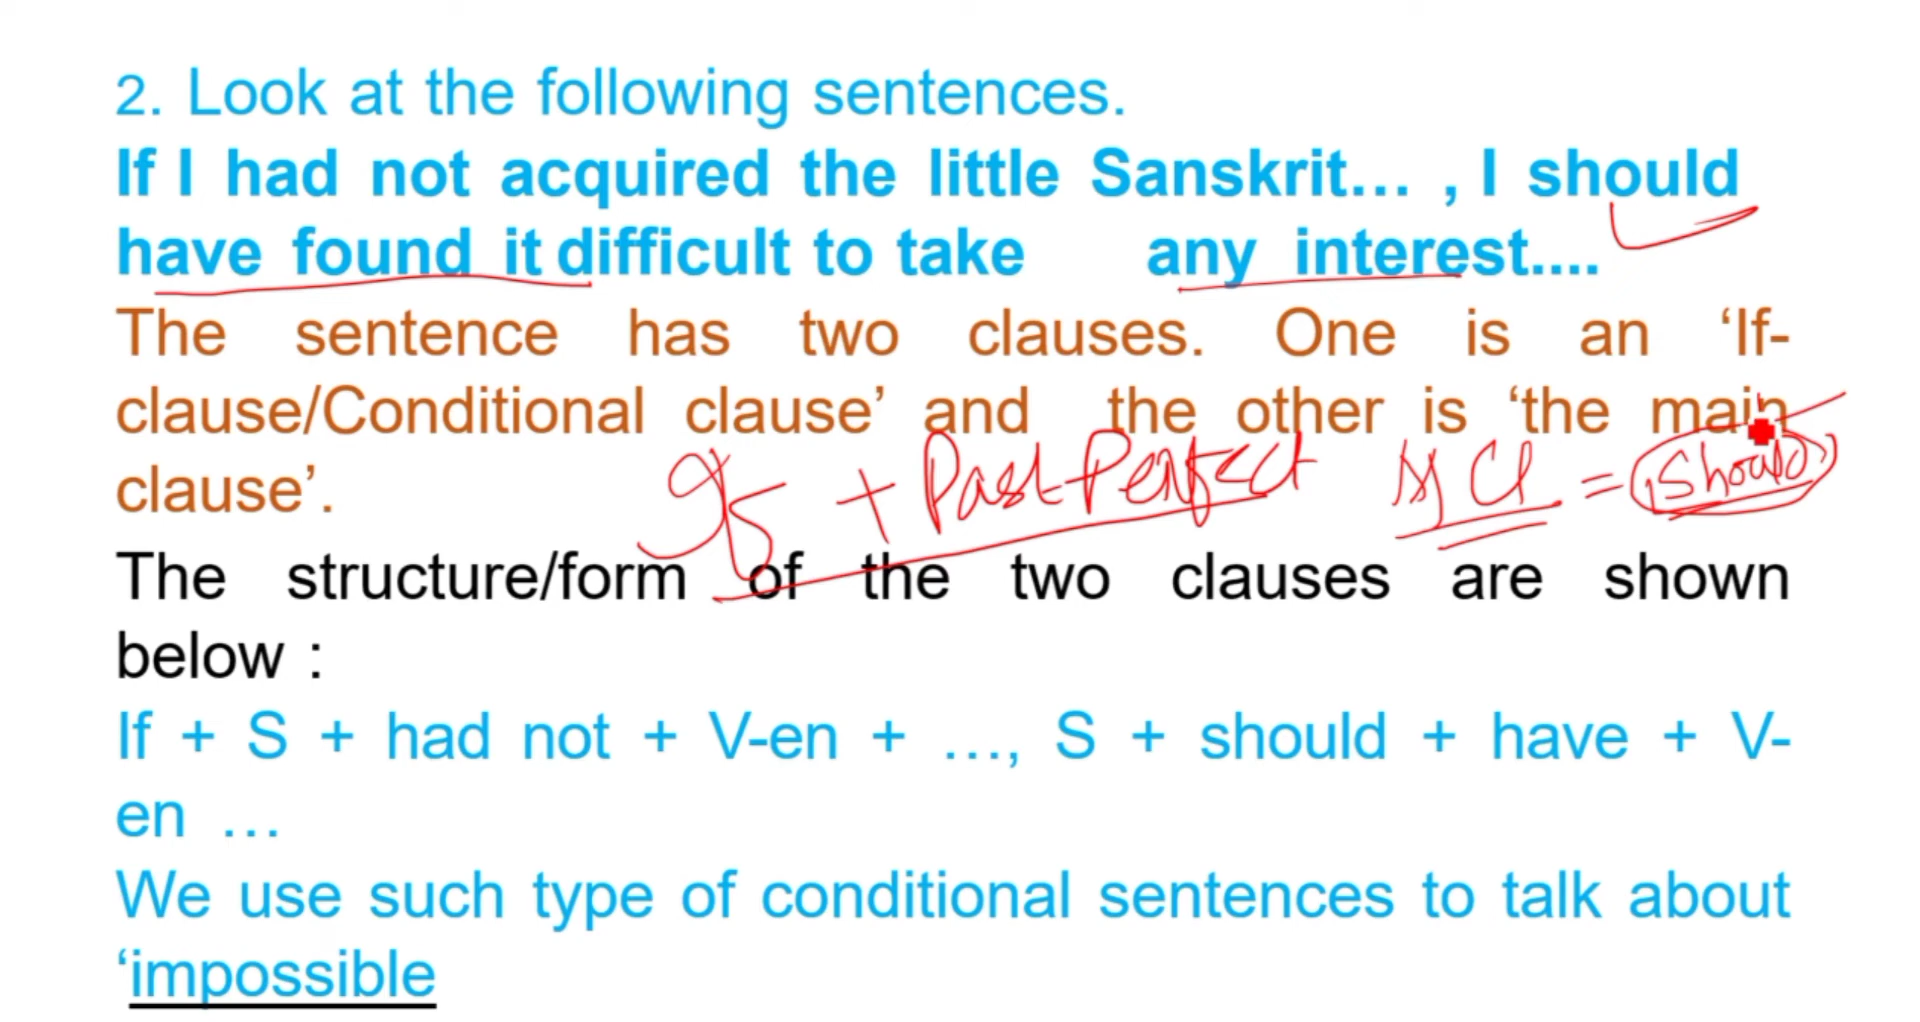 2. Look at the following sentences.
If I had not acquired the little Sanskrit... , I should
have found it difficult to take any interest....
The sentence has two clauses. One is an ‘If-
clause/Conditional clause’ and the other is ‘the main
clause’.
If + Past Perfect M Cl = Should
The structure/form of the two clauses are shown
below :
If + S + had not + V-en + ..., S + should + have + V-
en ...
We use such type of conditional sentences to talk about
‘impossible